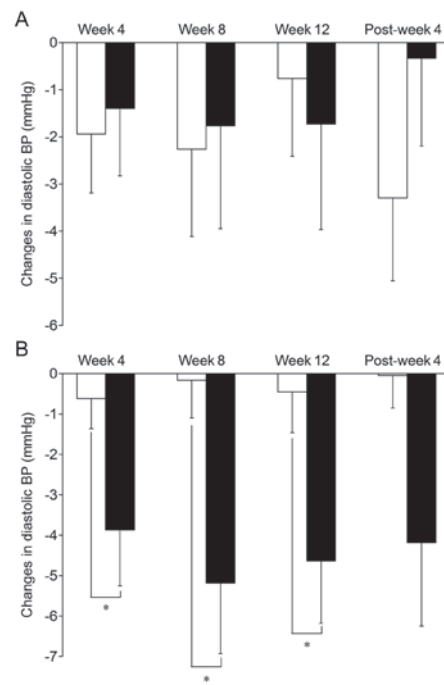 A
Week 4 Week 8 Week 12 Post-week 4
0
-1
-2
-3
-4
-5
-6
Changes in diastolic BP (mmHg)
B
Week 4 Week 8 Week 12 Post-week 4
0
-1
-2
-3
-4
-5
-6
-7
Changes in diastolic BP (mmHg)
* * *